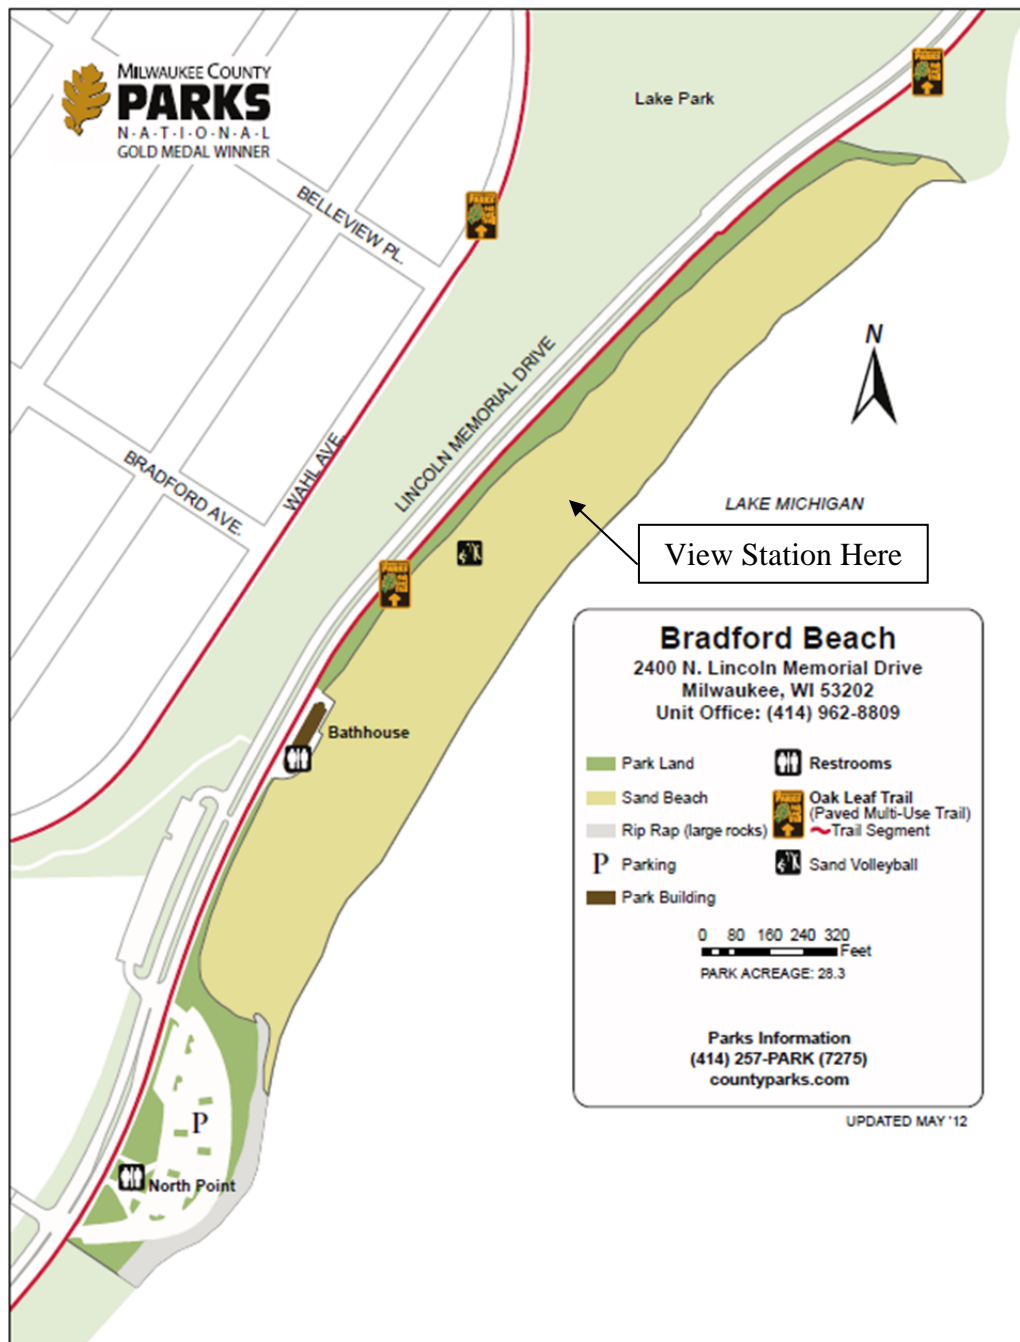 MILWAUKEE COUNTY
PARKS
N-A-T-I-O-N-A-L
GOLD MEDAL WINNER
Lake Park
BELLEVIEW PL.
BRADFORD AVE.
WAHL AVE.
LINCOLN MEMORIAL DRIVE
N
LAKE MICHIGAN
View Station Here
Bathhouse
Bradford Beach
2400 N. Lincoln Memorial Drive
Milwaukee, WI 53202
Unit Office: (414) 962-8809
Park Land
Restrooms
Sand Beach
Oak Leaf Trail
(Paved Multi-Use Trail)
Rip Rap (large rocks)
Trail Segment
P Parking
Sand Volleyball
Park Building
0 80 160 240 320
Feet
PARK ACREAGE: 28.3
Parks Information
(414) 257-PARK (7275)
countyparks.com
UPDATED MAY '12
P
North Point